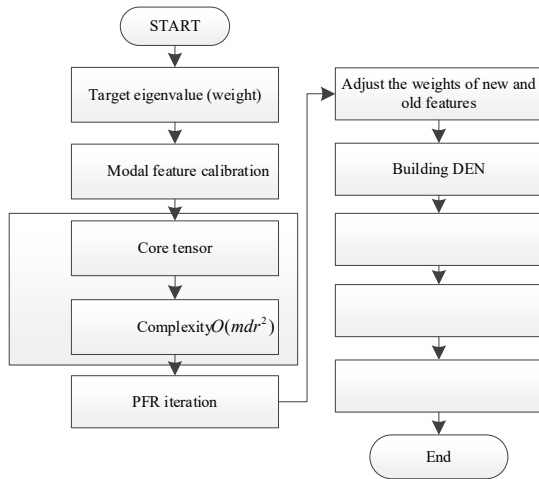 START
Target eigenvalue (weight)
Modal feature calibration
Core tensor
Complexity O(mdr²)
PFR iteration
Adjust the weights of new and
old features
Building DEN
End